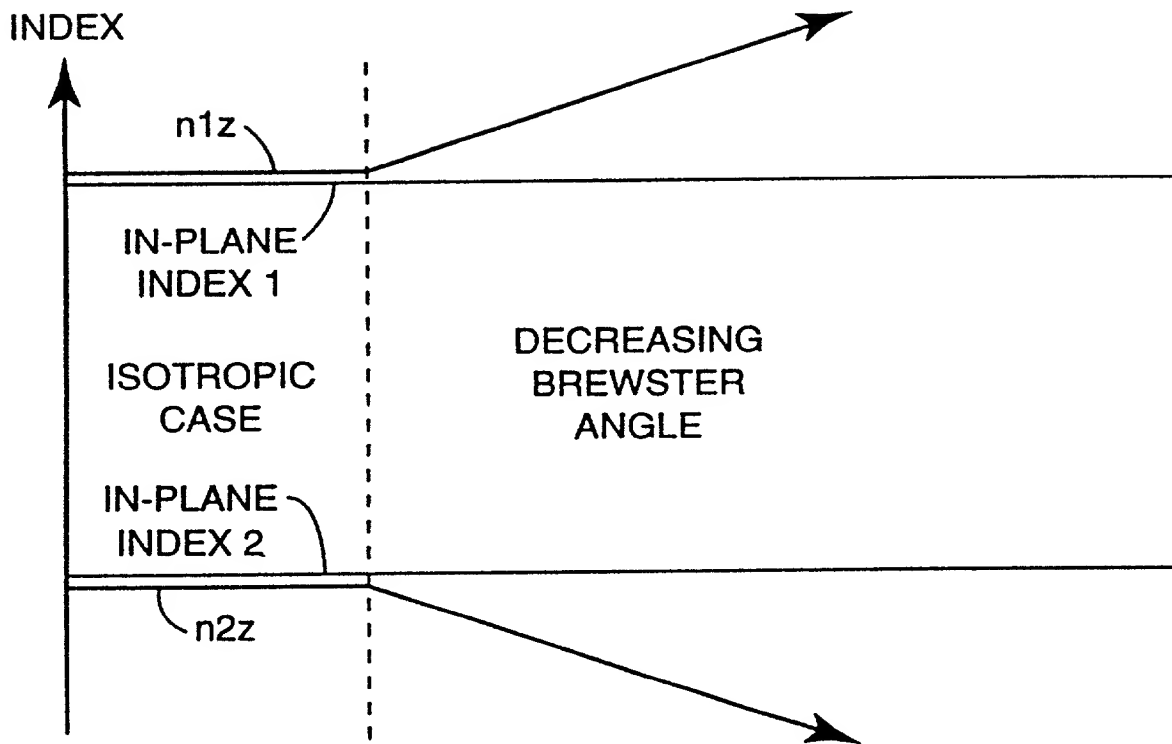 INDEX
n1z
IN-PLANE
INDEX 1
ISOTROPIC
CASE
DECREASING
BREWSTER
ANGLE
IN-PLANE
INDEX 2
n2z